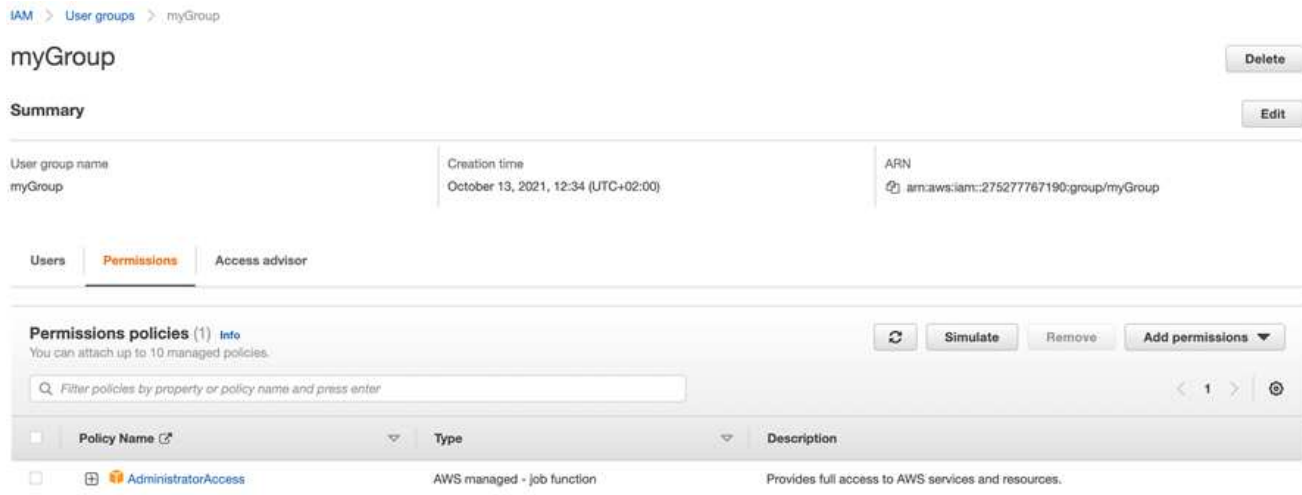 IAM > User groups > myGroup
myGroup
Delete
Summary
Edit
User group name
Creation time
ARN
myGroup
October 13, 2021, 12:34 (UTC+02:00)
arn:aws:iam::275277767190:group/myGroup
Users
Permissions
Access advisor
Permissions policies (1) Info
Simulate
Remove
Add permissions
You can attach up to 10 managed policies.
Filter policies by property or policy name and press enter
< 1 >
Policy Name
Type
Description
AdministratorAccess
AWS managed - job function
Provides full access to AWS services and resources.